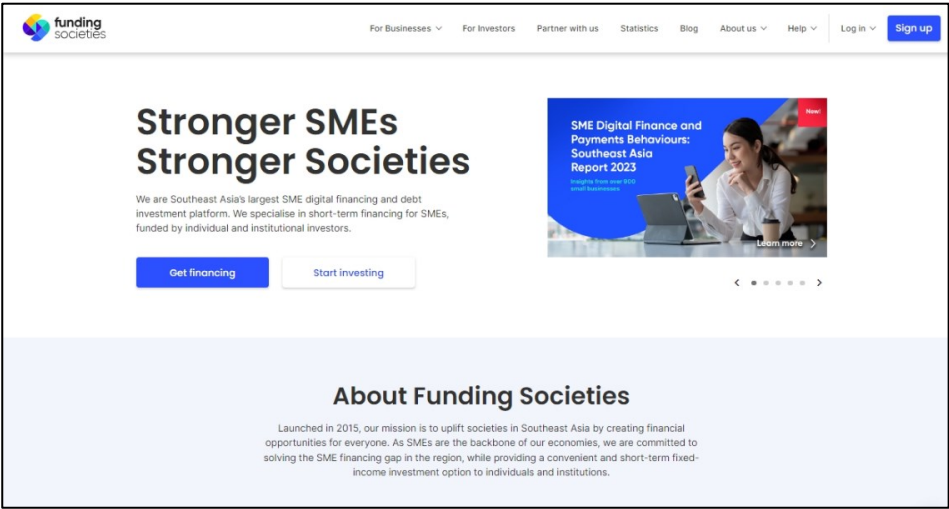 funding
societies
For Businesses
For Investors
Partner with us
Statistics
Blog
About us
Help
Log in
Sign up
Stronger SMEs
Stronger Societies
We are Southeast Asia's largest SME digital financing and debt
investment platform. We specialise in short-term financing for SMEs,
funded by individual and institutional investors.
Get financing
Start investing
New!
SME Digital Finance and
Payments Behaviours:
Southeast Asia
Report 2023
Insights from over 900
small businesses
Learn more
About Funding Societies
Launched in 2015, our mission is to uplift societies in Southeast Asia by creating financial
opportunities for everyone. As SMEs are the backbone of our economies, we are committed to
solving the SME financing gap in the region, while providing a convenient and short-term fixed-
income investment option to individuals and institutions.